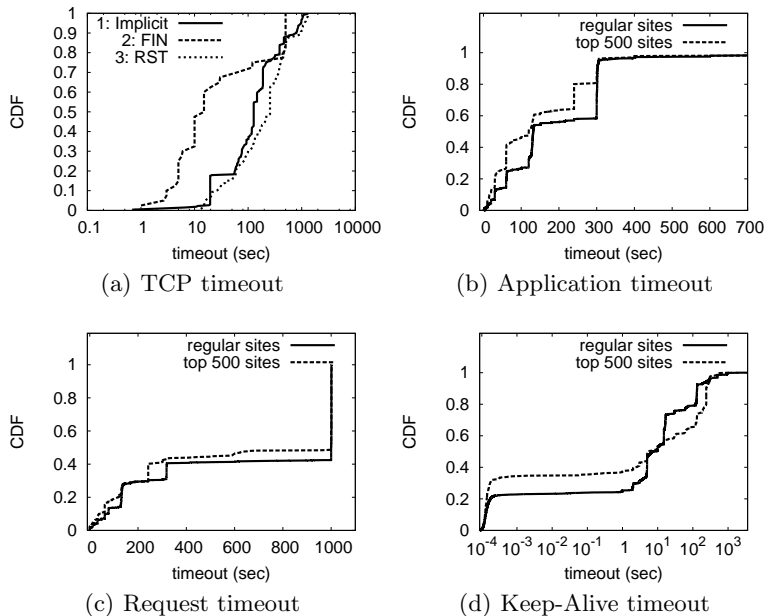 1: Implicit
2: FIN
3: RST
CDF
1
0.9
0.8
0.7
0.6
0.5
0.4
0.3
0.2
0.1
0
0.1 1 10 100 1000 10000
timeout (sec)
(a) TCP timeout
regular sites
top 500 sites
CDF
1
0.8
0.6
0.4
0.2
0
0 100 200 300 400 500 600 700
timeout (sec)
(b) Application timeout
regular sites
top 500 sites
CDF
1
0.8
0.6
0.4
0.2
0
0 200 400 600 800 1000
timeout (sec)
(c) Request timeout
regular sites
top 500 sites
CDF
1
0.8
0.6
0.4
0.2
0
10⁻⁴ 10⁻³ 10⁻² 10⁻¹ 1 10¹ 10² 10³
timeout (sec)
(d) Keep-Alive timeout